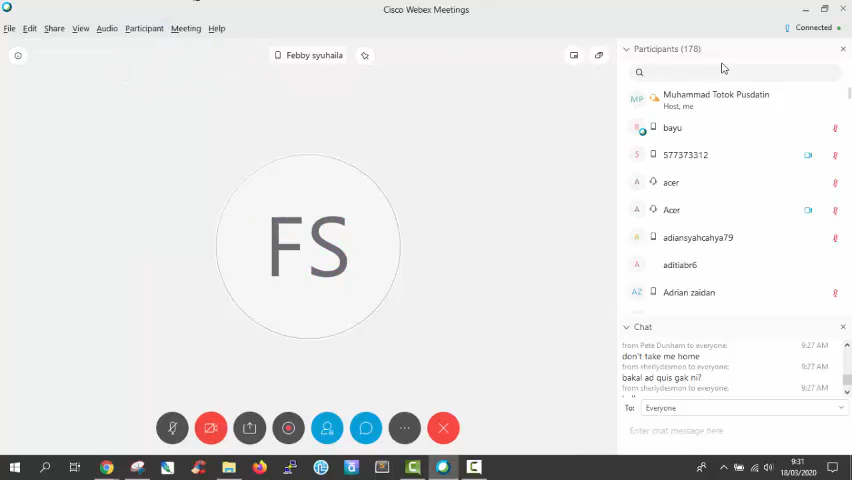 Cisco Webex Meetings
File Edit Share View Audio Participant Meeting Help
Connected
Febby syuhaila
FS
Participants (178)
MP Muhammad Totok Pusdatin
Host, me
B bayu
S 577373312
A acer
A Acer
A adiansyahcahya79
A aditiabr6
AZ Adrian zaidan
Chat
from Pete Dunham to everyone: 9:27 AM
don't take me home
from sherlydesmon to everyone: 9:27 AM
bakal ad quis gak ni?
from sherlydesmon to everyone: 9:27 AM
To: Everyone
Enter chat message here
9:31
18/03/2020